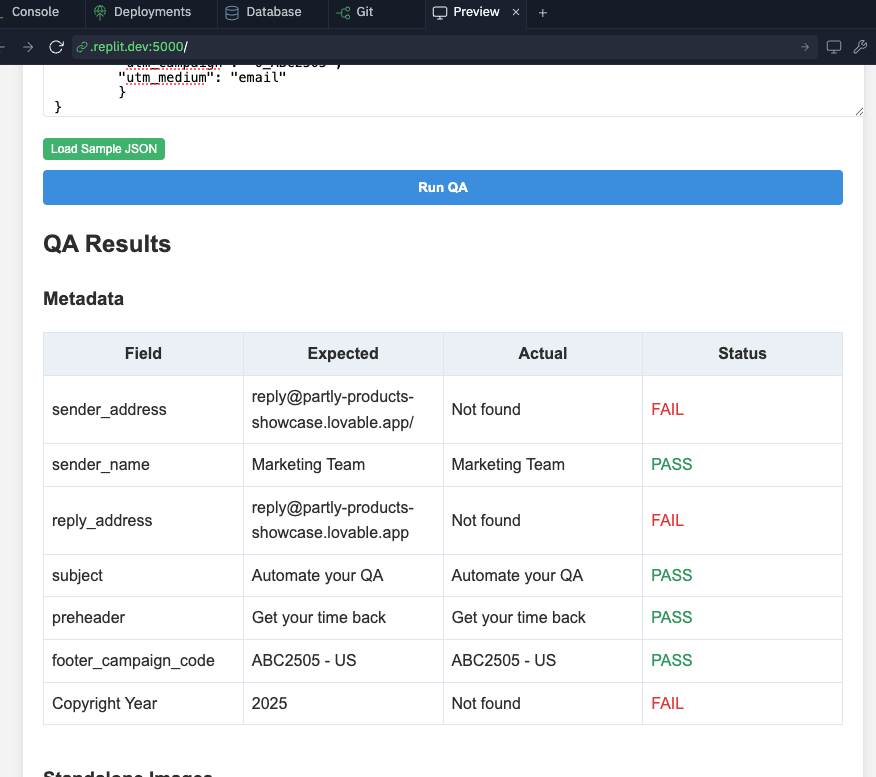 Console Deployments Database Git Preview × +
.replit.dev:5000/
"utm_campaign": "
"utm_medium": "email"
}
}
Load Sample JSON
Run QA
QA Results
Metadata
Field Expected Actual Status
sender_address reply@partly-products-showcase.lovable.app/ Not found FAIL
sender_name Marketing Team Marketing Team PASS
reply_address reply@partly-products-showcase.lovable.app Not found FAIL
subject Automate your QA Automate your QA PASS
preheader Get your time back Get your time back PASS
footer_campaign_code ABC2505 - US ABC2505 - US PASS
Copyright Year 2025 Not found FAIL
Standalone Images